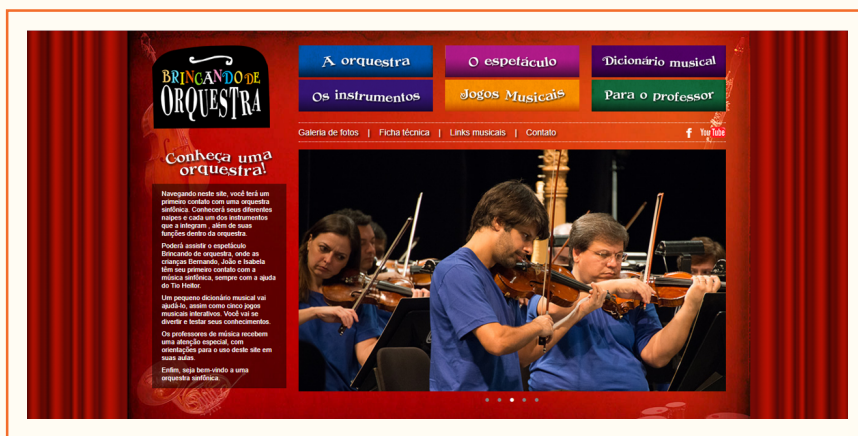 BRINCANDO DE
ORQUESTRA
A orquestra
O espetáculo
Dicionário musical
Os instrumentos
Jogos Musicais
Para o professor
Galeria de fotos | Ficha técnica | Links musicais | Contato
f YouTube
Conheça uma
orquestra!
Navegando neste site, você terá um
primeiro contato com uma orquestra
sinfônica. Conhecerá seus diferentes
naipes e cada um dos instrumentos
que a integram , além de suas
funções dentro da orquestra.
Poderá assistir o espetáculo
Brincando de orquestra, onde as
crianças Bernando, João e Isabela
têm seu primeiro contato com a
música sinfônica, sempre com a ajuda
do Tio Heitor.
Um pequeno dicionário musical vai
ajudá-lo, assim como cinco jogos
musicais interativos. Você vai se
divertir e testar seus conhecimentos.
Os professores de música recebem
uma atenção especial, com
orientações para o uso deste site em
suas aulas.
Enfim, seja bem-vindo a uma
orquestra sinfônica.